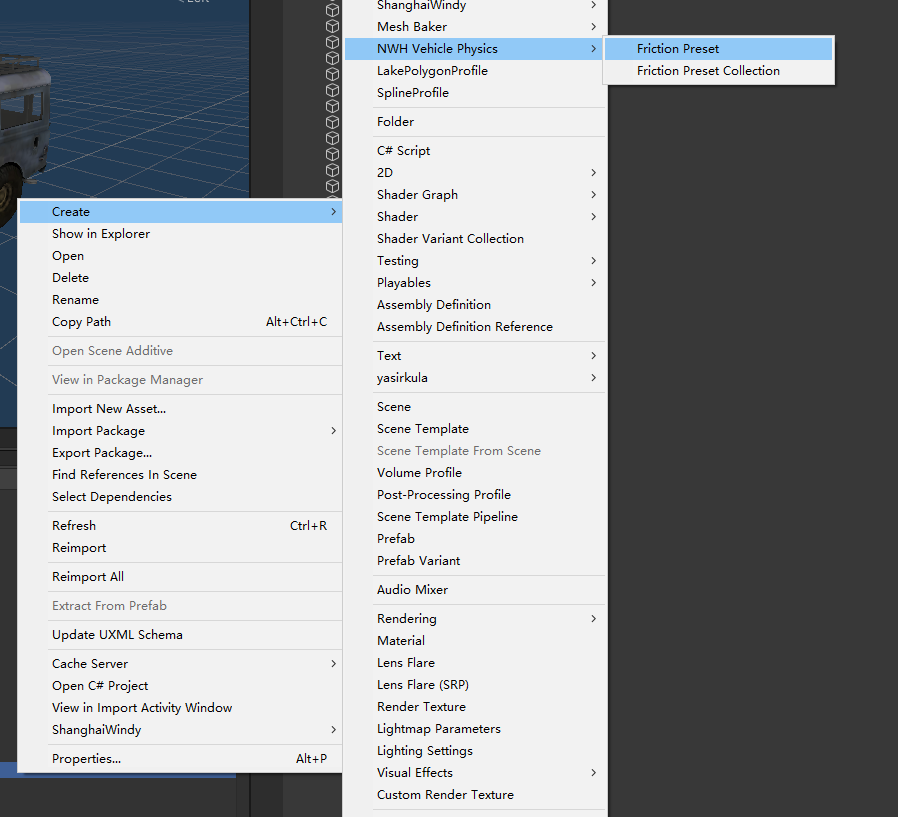 Create
Show in Explorer
Open
Delete
Rename
Copy Path Alt+Ctrl+C
Open Scene Additive
View in Package Manager
Import New Asset...
Import Package
Export Package...
Find References In Scene
Select Dependencies
Refresh Ctrl+R
Reimport
Reimport All
Extract From Prefab
Update UXML Schema
Cache Server
Open C# Project
View in Import Activity Window
ShanghaiWindy
Properties... Alt+P
ShanghaiWindy
Mesh Baker
NWH Vehicle Physics
LakePolygonProfile
SplineProfile
Folder
C# Script
2D
Shader Graph
Shader
Shader Variant Collection
Testing
Playables
Assembly Definition
Assembly Definition Reference
Text
yasirkula
Scene
Scene Template
Scene Template From Scene
Volume Profile
Post-Processing Profile
Scene Template Pipeline
Prefab
Prefab Variant
Audio Mixer
Rendering
Material
Lens Flare
Lens Flare (SRP)
Render Texture
Lightmap Parameters
Lighting Settings
Visual Effects
Custom Render Texture
Friction Preset
Friction Preset Collection